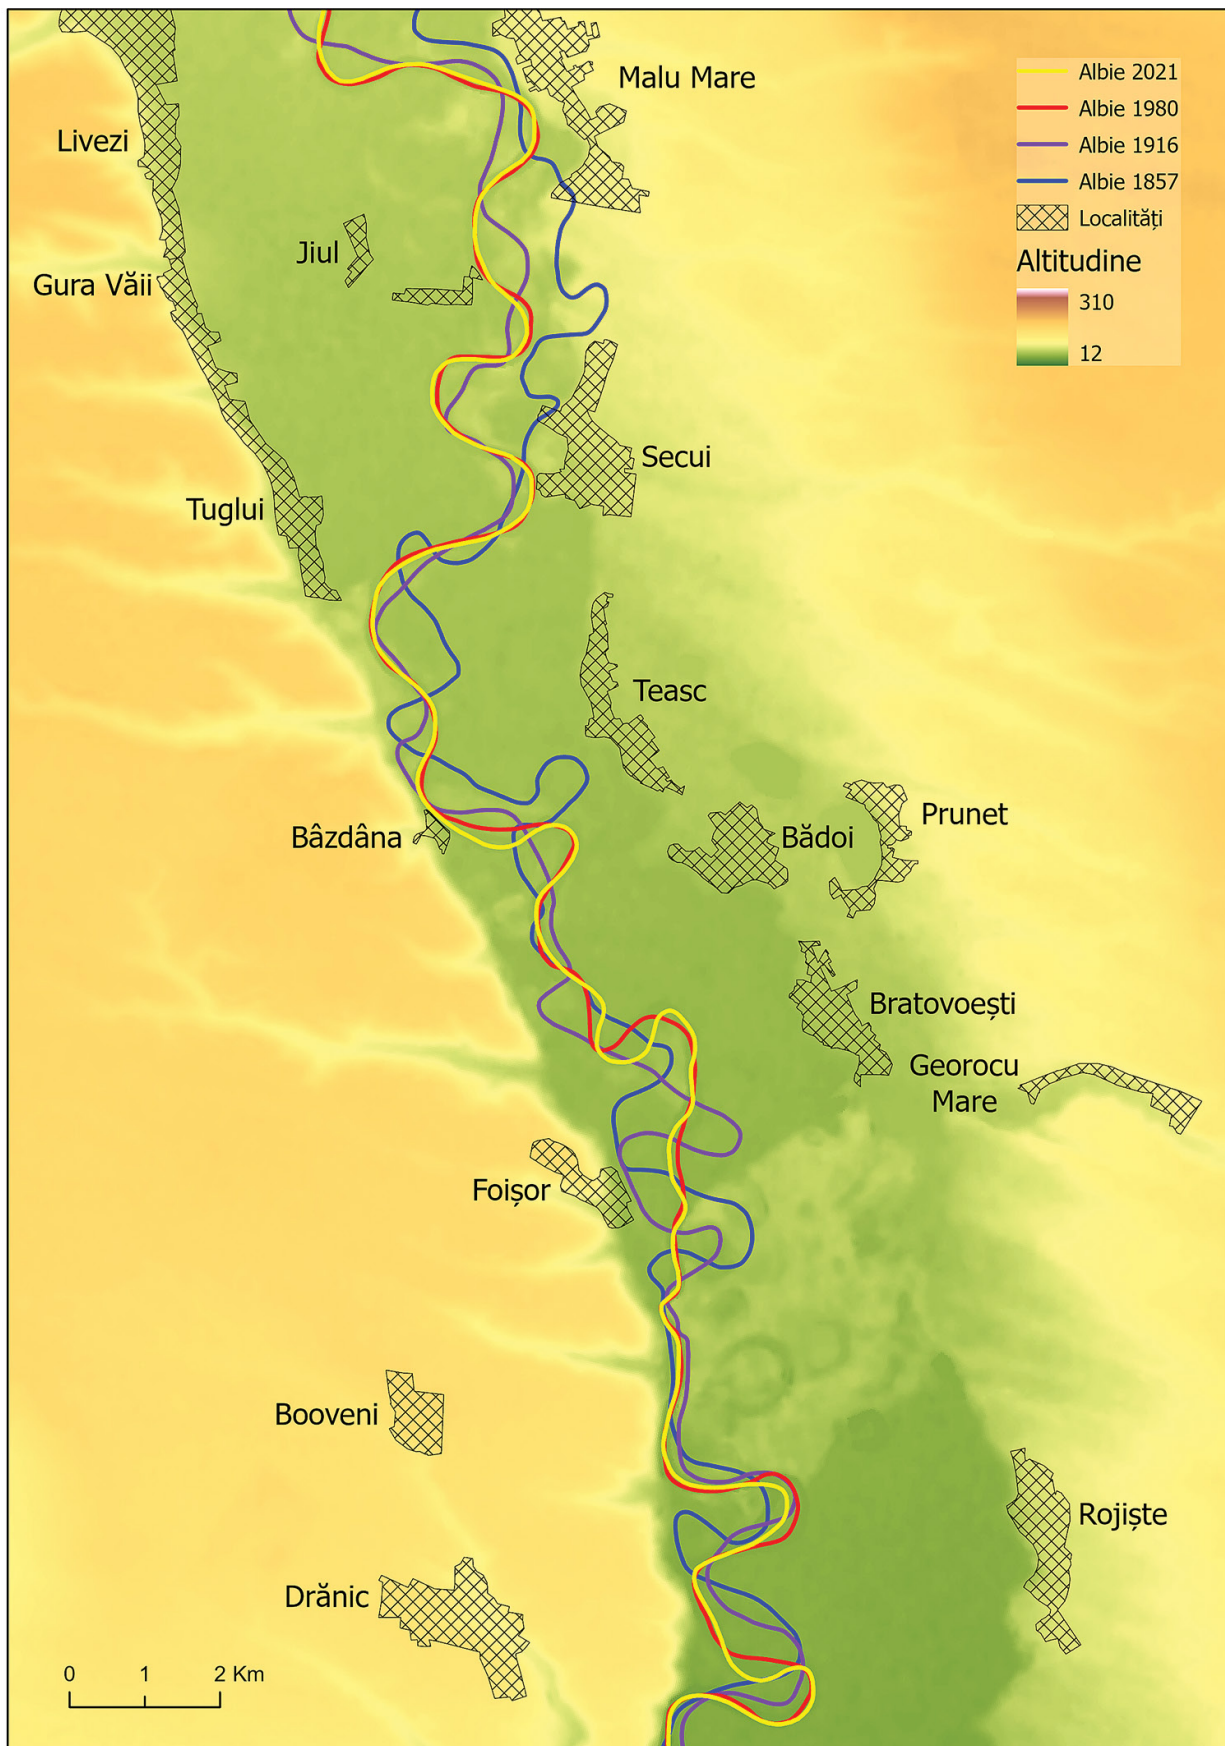 Malu Mare
Albie 2021
Albie 1980
Albie 1916
Albie 1857
Localități
Altitudine
310
12
Livezi
Jiul
Gura Văii
Secui
Tuglui
Teasc
Prunet
Bâzdâna
Bădoi
Bratovoești
Georocu
Mare
Foișor
Booveni
Rojiște
Drănic
0 1 2 Km